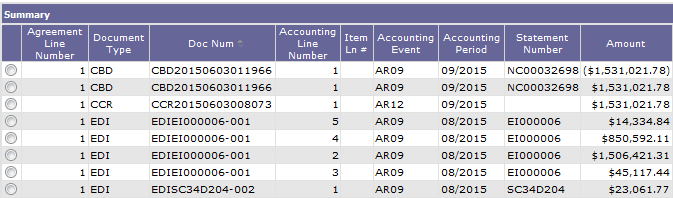 Summary
Agreement Line Number Document Type Doc Num Accounting Line Number Item Ln # Accounting Event Accounting Period Statement Number Amount
1 CBD CBD20150603011966 1 AR09 09/2015 NC00032698 ($1,531,021.78)
1 CBD CBD20150603011966 1 AR09 09/2015 NC00032698 $1,531,021.78
1 CCR CCR20150603008073 1 AR12 09/2015 $1,531,021.78
1 EDI EDIEI000006-001 5 AR09 08/2015 EI000006 $14,334.84
1 EDI EDIEI000006-001 4 AR09 08/2015 EI000006 $850,592.11
1 EDI EDIEI000006-001 2 AR09 08/2015 EI000006 $1,506,421.31
1 EDI EDIEI000006-001 3 AR09 08/2015 EI000006 $45,117.44
1 EDI EDISC34D204-002 1 AR09 08/2015 SC34D204 $23,061.77